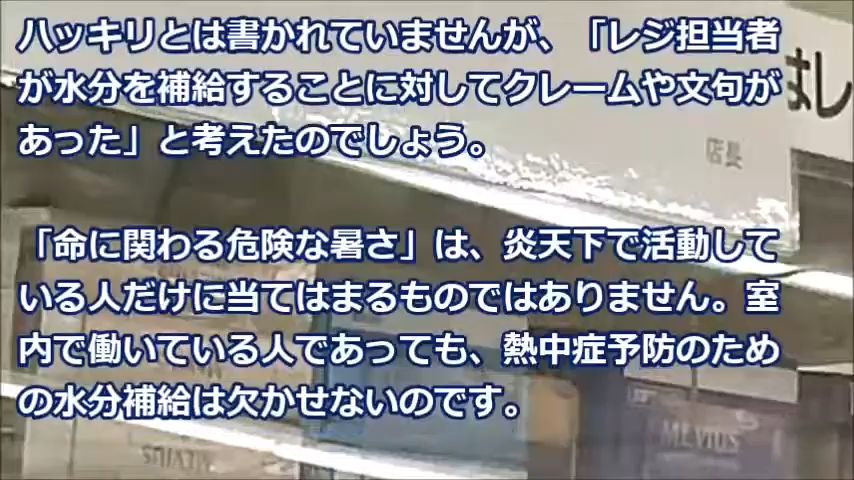 ハッキリとは書かれていませんが、「レジ担当者
が水分を補給することに対してクレームや文句が
あった」と考えたのでしょう。
はし
店長
「命に関わる危険な暑さ」は、炎天下で活動して
いる人だけに当てはまるものではありません。室
内で働いている人であっても、熱中症予防のため
の水分補給は欠かせないのです。
MEVIUS
MEVIUS